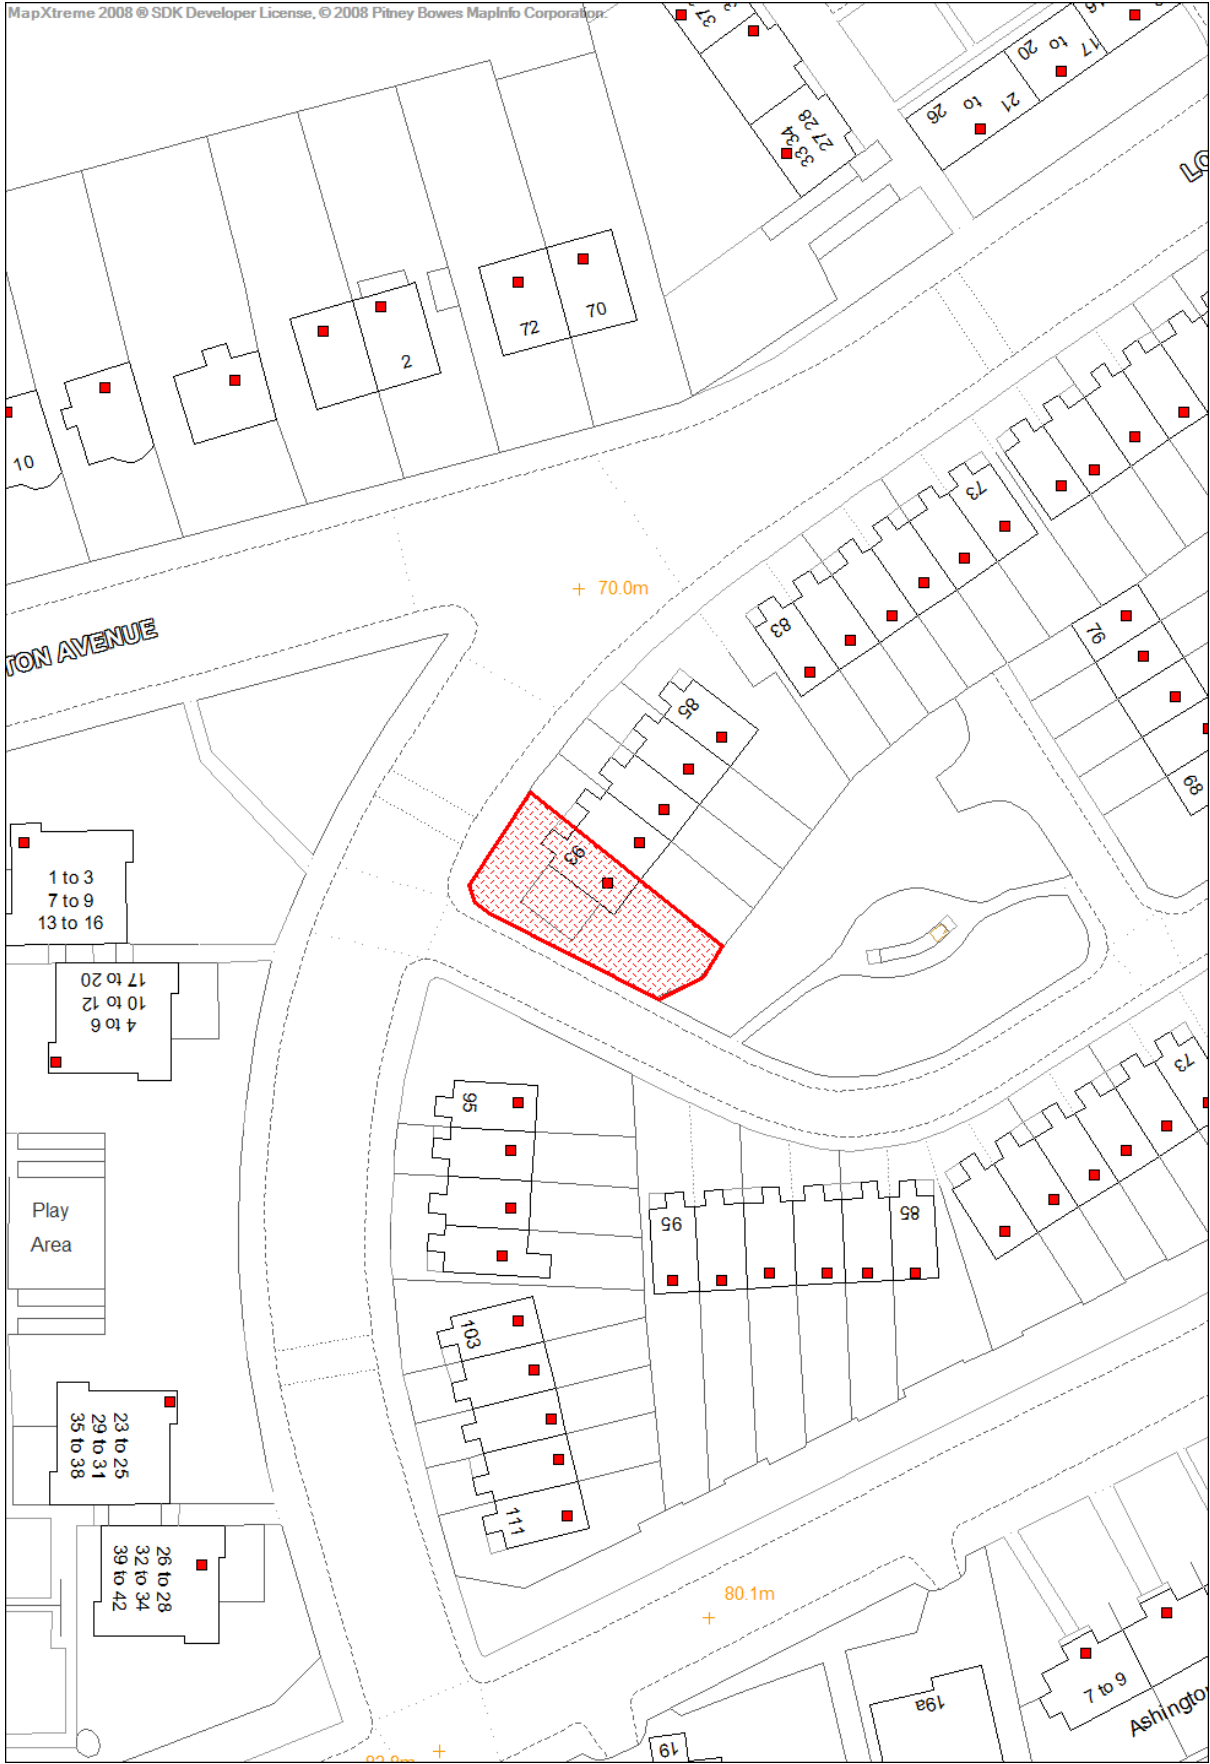 MapXtreme 2008 ® SDK Developer License, © 2008 Pitney Bowes MapInfo Corporation.
37
33 34
27 28
20 to 17
26 to 21
LO
70
72
2
10
73
83
70.0m
TON AVENUE
76
85
68
93
1 to 3
7 to 9
13 to 16
4 to 6
10 to 12
17 to 20
73
95
85
95
Play
Area
103
111
23 to 25
29 to 31
35 to 38
26 to 28
32 to 34
39 to 42
80.1m
7 to 9
19a
Ashingto
19